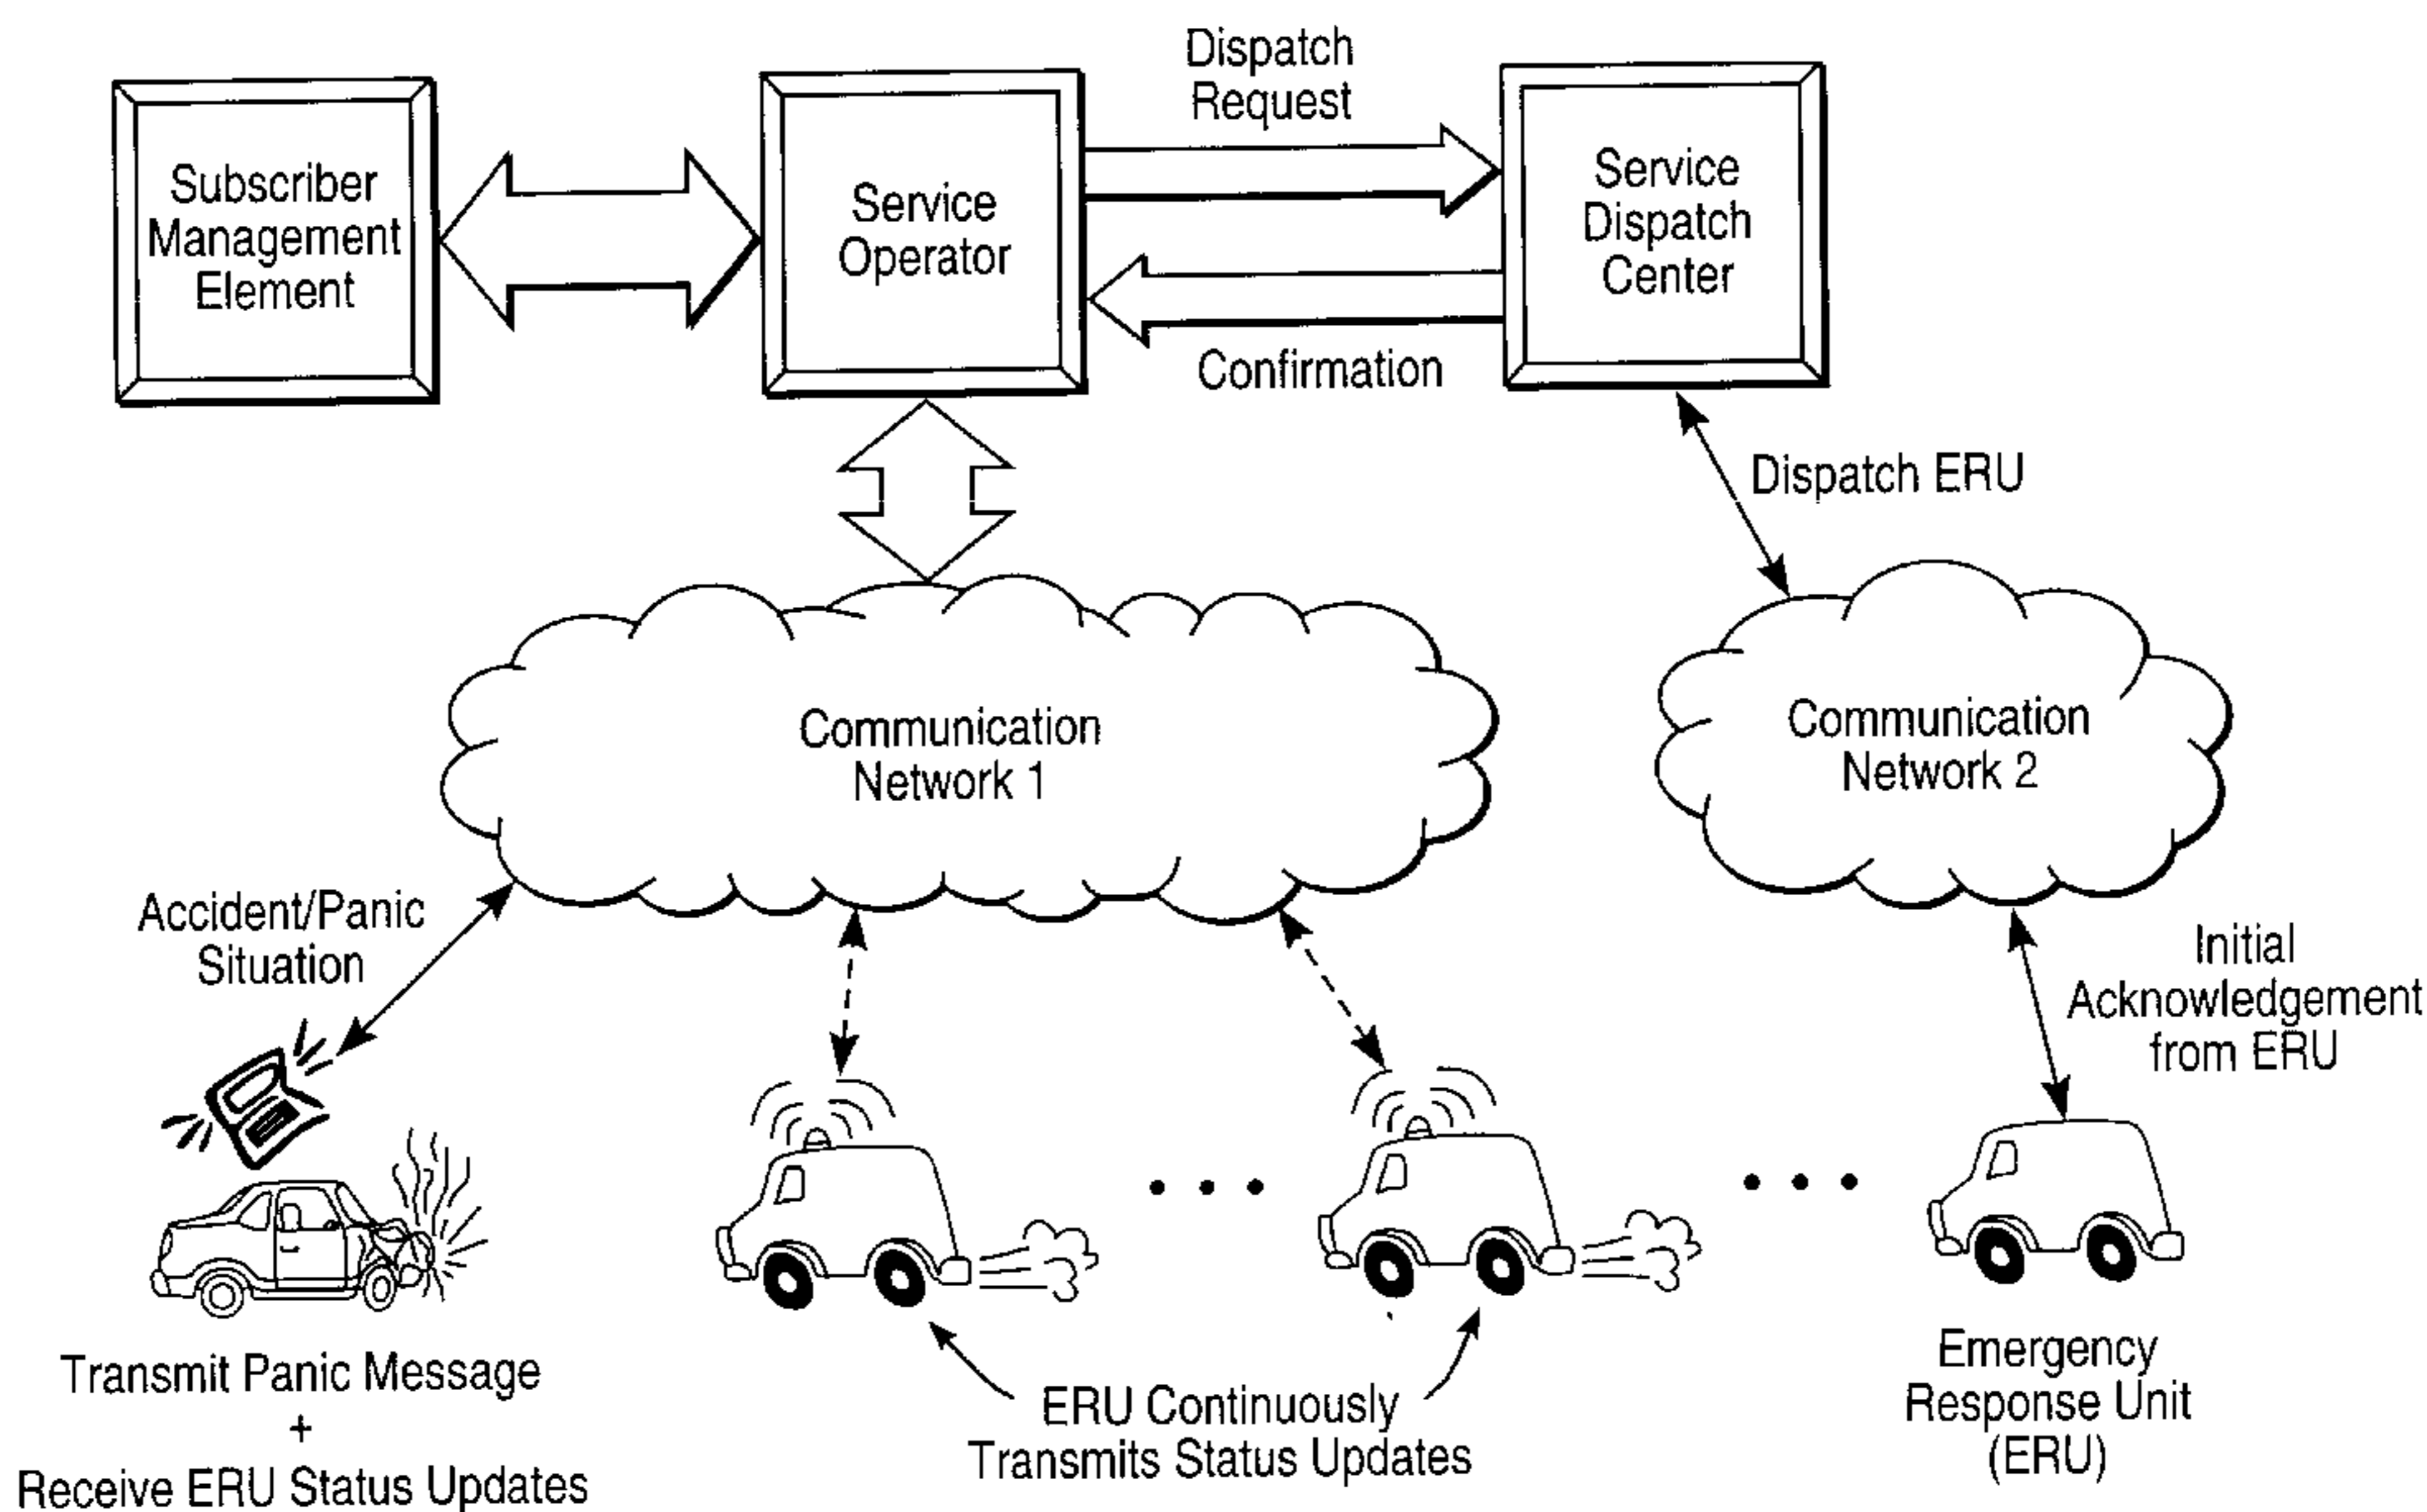 Dispatch
Request
Subscriber
Management
Element
Service
Operator
Service
Dispatch
Center
Confirmation
Dispatch ERU
Communication
Network 1
Communication
Network 2
Accident/Panic
Situation
Initial
Acknowledgement
from ERU
Transmit Panic Message
+
Receive ERU Status Updates
ERU Continuously
Transmits Status Updates
Emergency
Response Unit
(ERU)